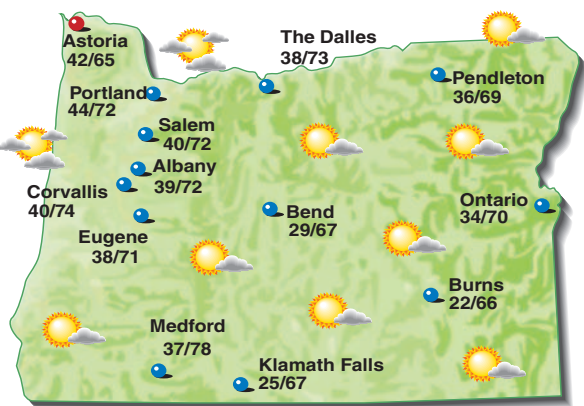 Astoria
42/65
The Dalles
38/73
Pendleton
36/69
Portland
44/72
Salem
40/72
Albany
39/72
Corvallis
40/74
Eugene
38/71
Bend
29/67
Ontario
34/70
Burns
22/66
Medford
37/78
Klamath Falls
25/67